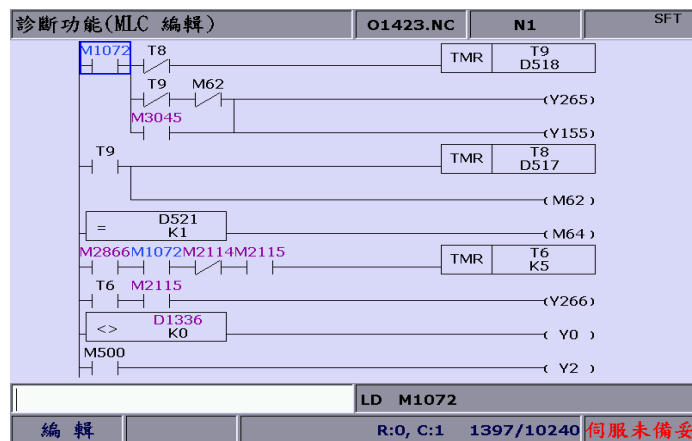 診斷功能(MLC 編輯) O1423.NC N1 SFT
M1072 T8 TMR T9
D518
T9 M62 Y265
M3045 Y155
T9 TMR T8
D517
M62
= D521
K1 M64
M2866 M1072 M2114 M2115 TMR T6
K5
T6 M2115 Y266
<> D1336
K0 Y0
M500 Y2
LD M1072
編 輯 R:0, C:1 1397/10240 伺服未備妥